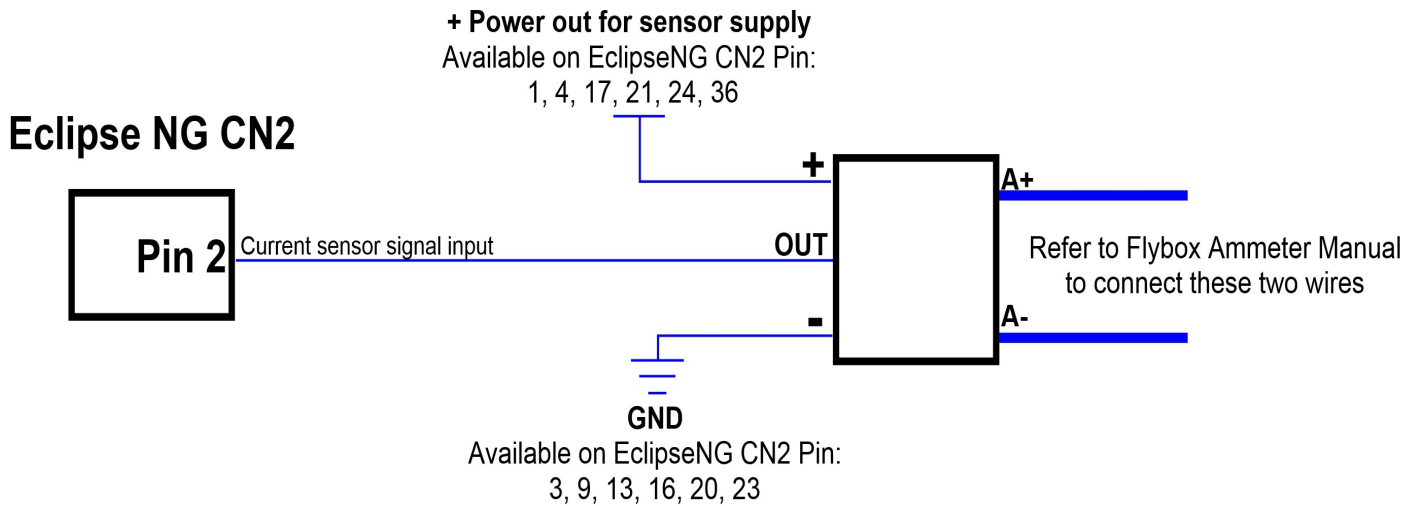 + Power out for sensor supply
Available on EclipseNG CN2 Pin:
1, 4, 17, 21, 24, 36
Eclipse NG CN2
+
A+
Pin 2
Current sensor signal input
OUT
Refer to Flybox Ammeter Manual
to connect these two wires
-
A-
GND
Available on EclipseNG CN2 Pin:
3, 9, 13, 16, 20, 23